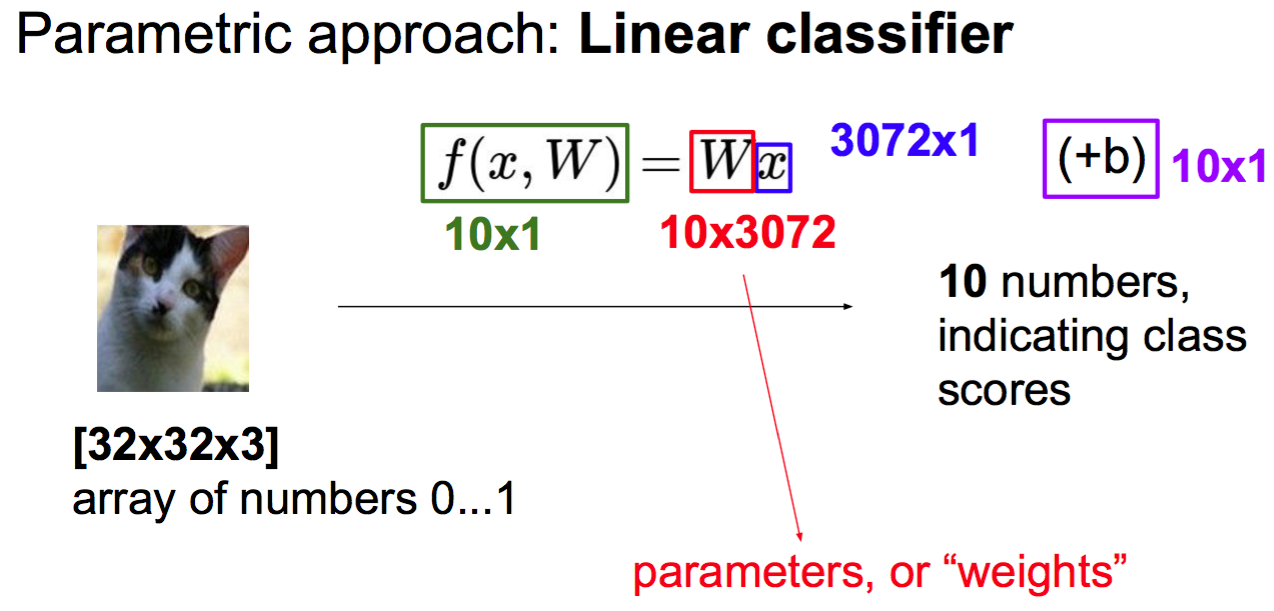 Parametric approach: Linear classifier
f(x, W) = Wx 3072x1 (+b) 10x1
10x1 10x3072
10 numbers,
indicating class
scores
[32x32x3]
array of numbers 0...1
parameters, or “weights”